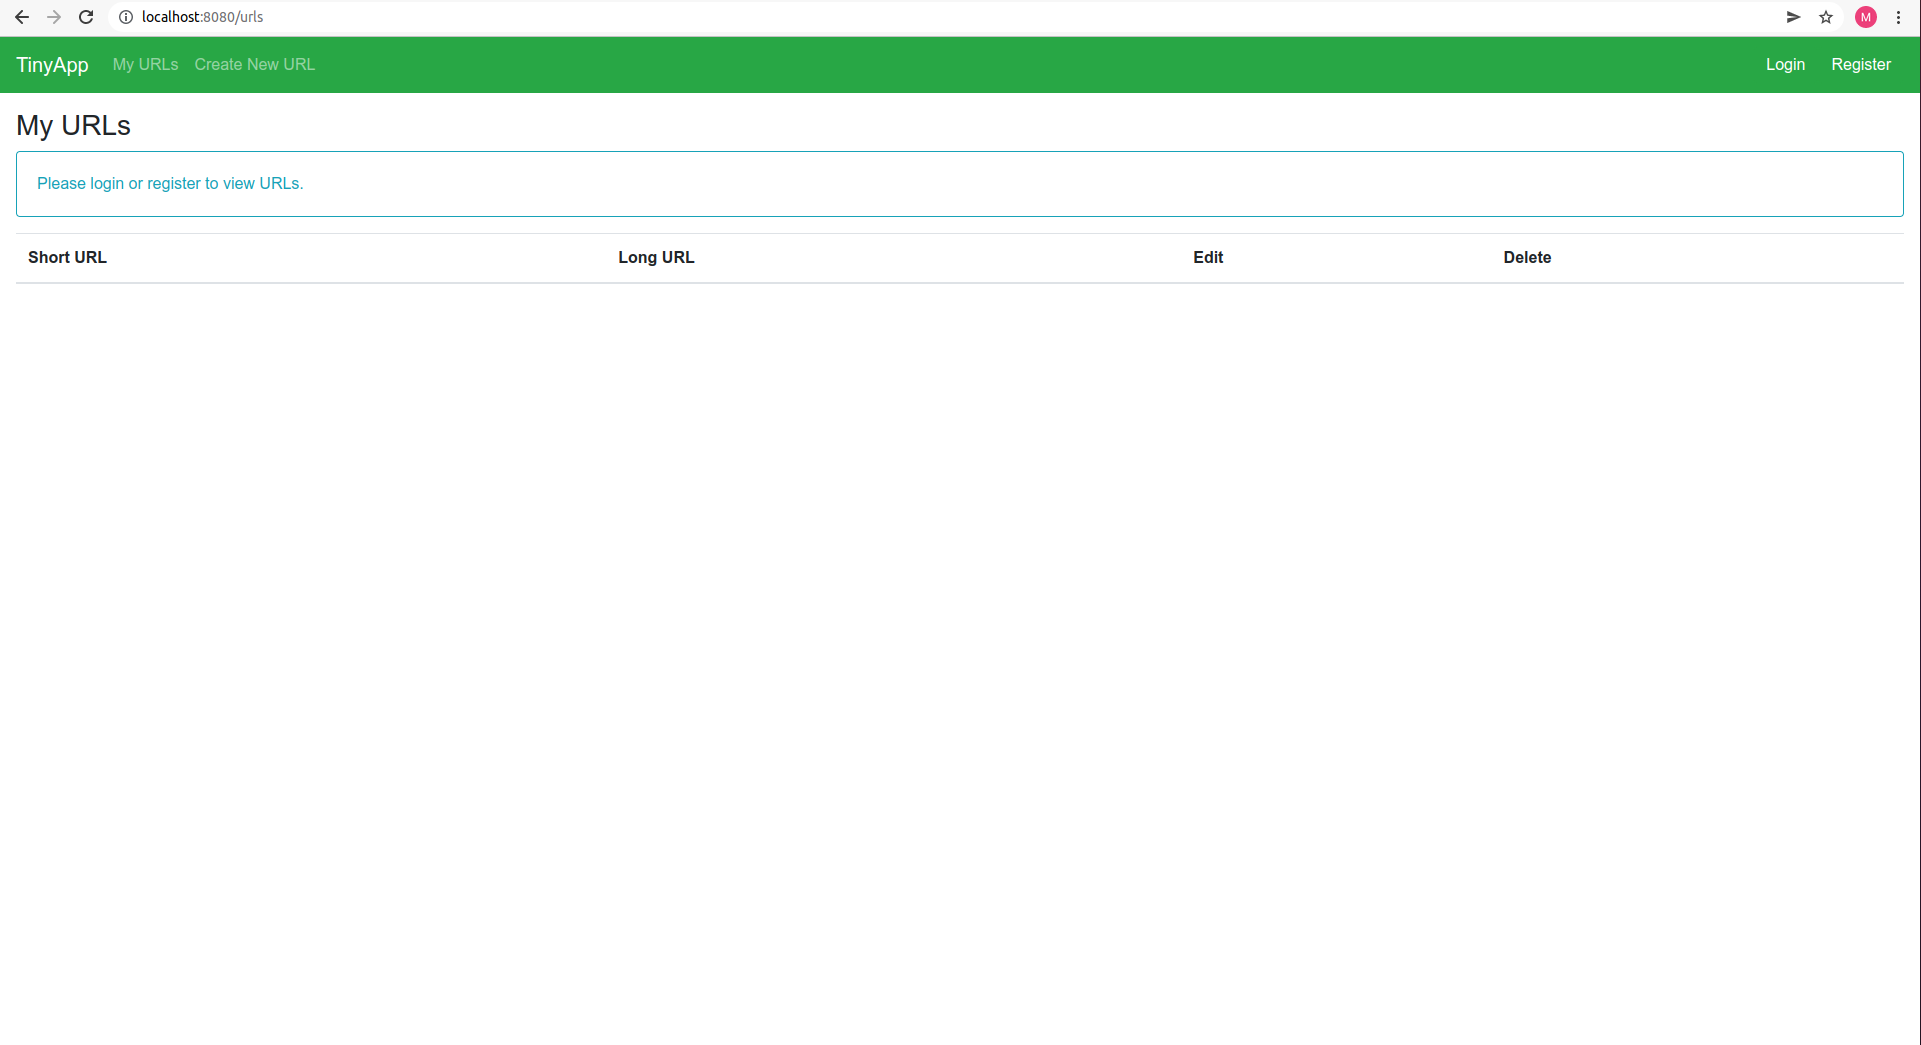 localhost:8080/urls
M
TinyApp My URLs Create New URL Login Register
My URLs
Please login or register to view URLs.
Short URL Long URL Edit Delete